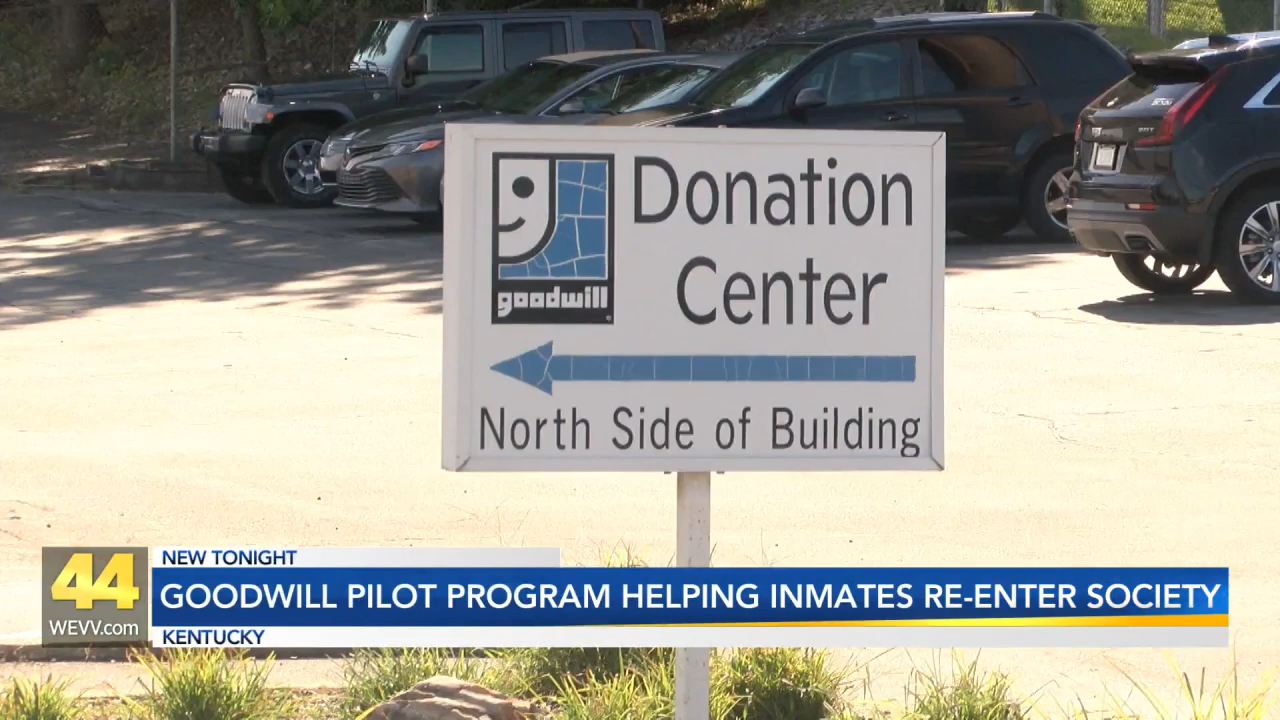 Donation
Center
goodwill
North Side of Building
44
WEVV.com
NEW TONIGHT
GOODWILL PILOT PROGRAM HELPING INMATES RE-ENTER SOCIETY
KENTUCKY